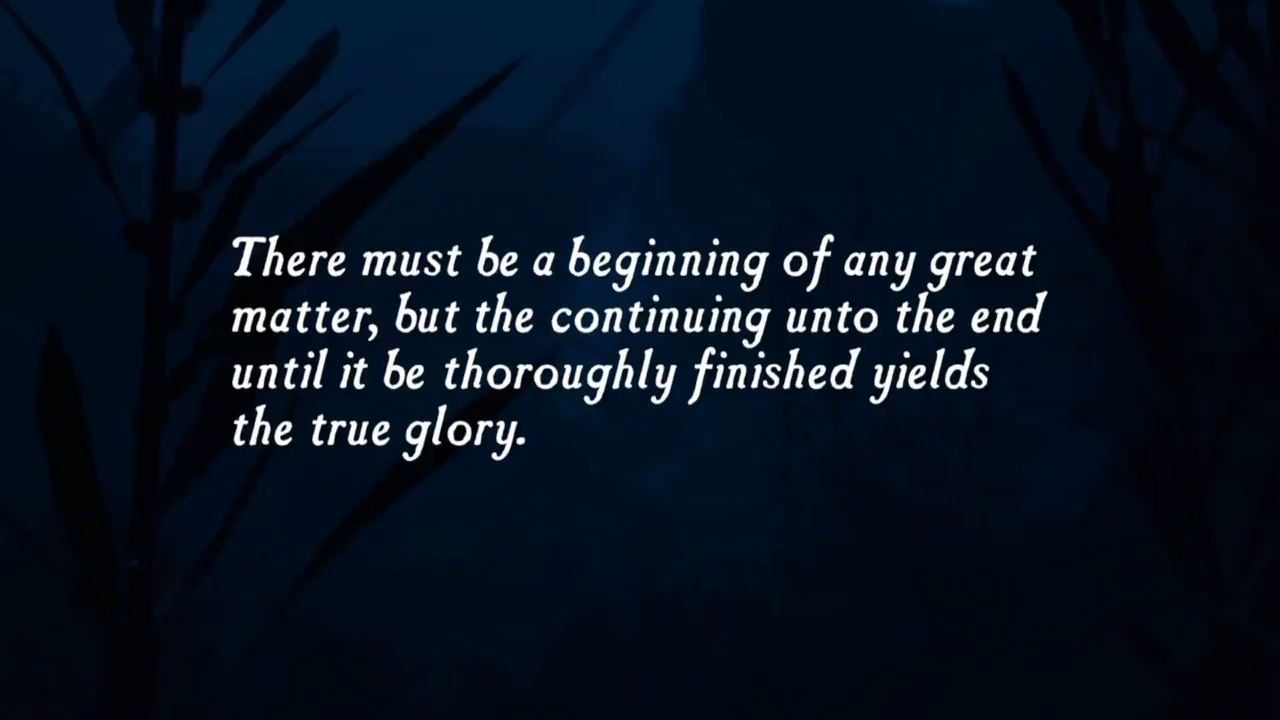 There must be a beginning of any great
matter, but the continuing unto the end
until it be thoroughly finished yields
the true glory.